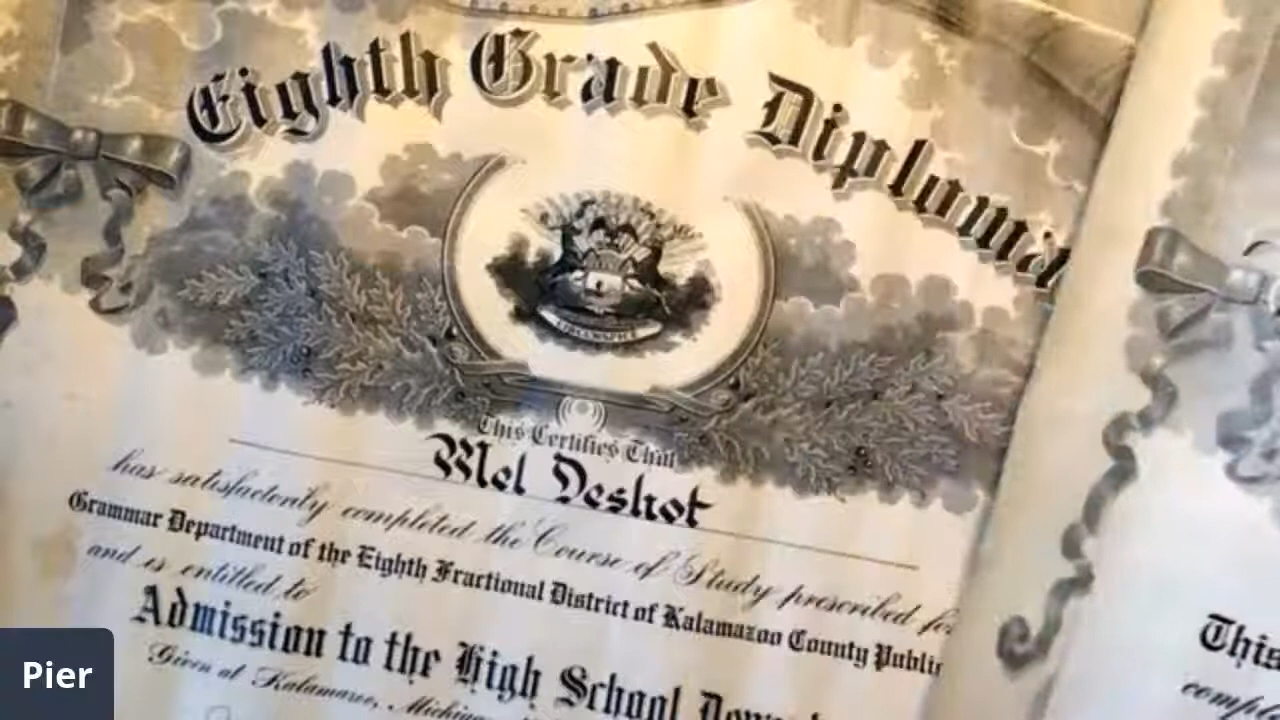 Eighth Grade Diploma
CIRCUMSPICE
This Certifies That
Mel Deshot
has satisfactorily completed the Course of Study prescribed for
Grammar Department of the Eighth Fractional District of Kalamazoo County Public
and is entitled to
Admission to the High School
Given at Kalamazoo, Michigan
This
Pier